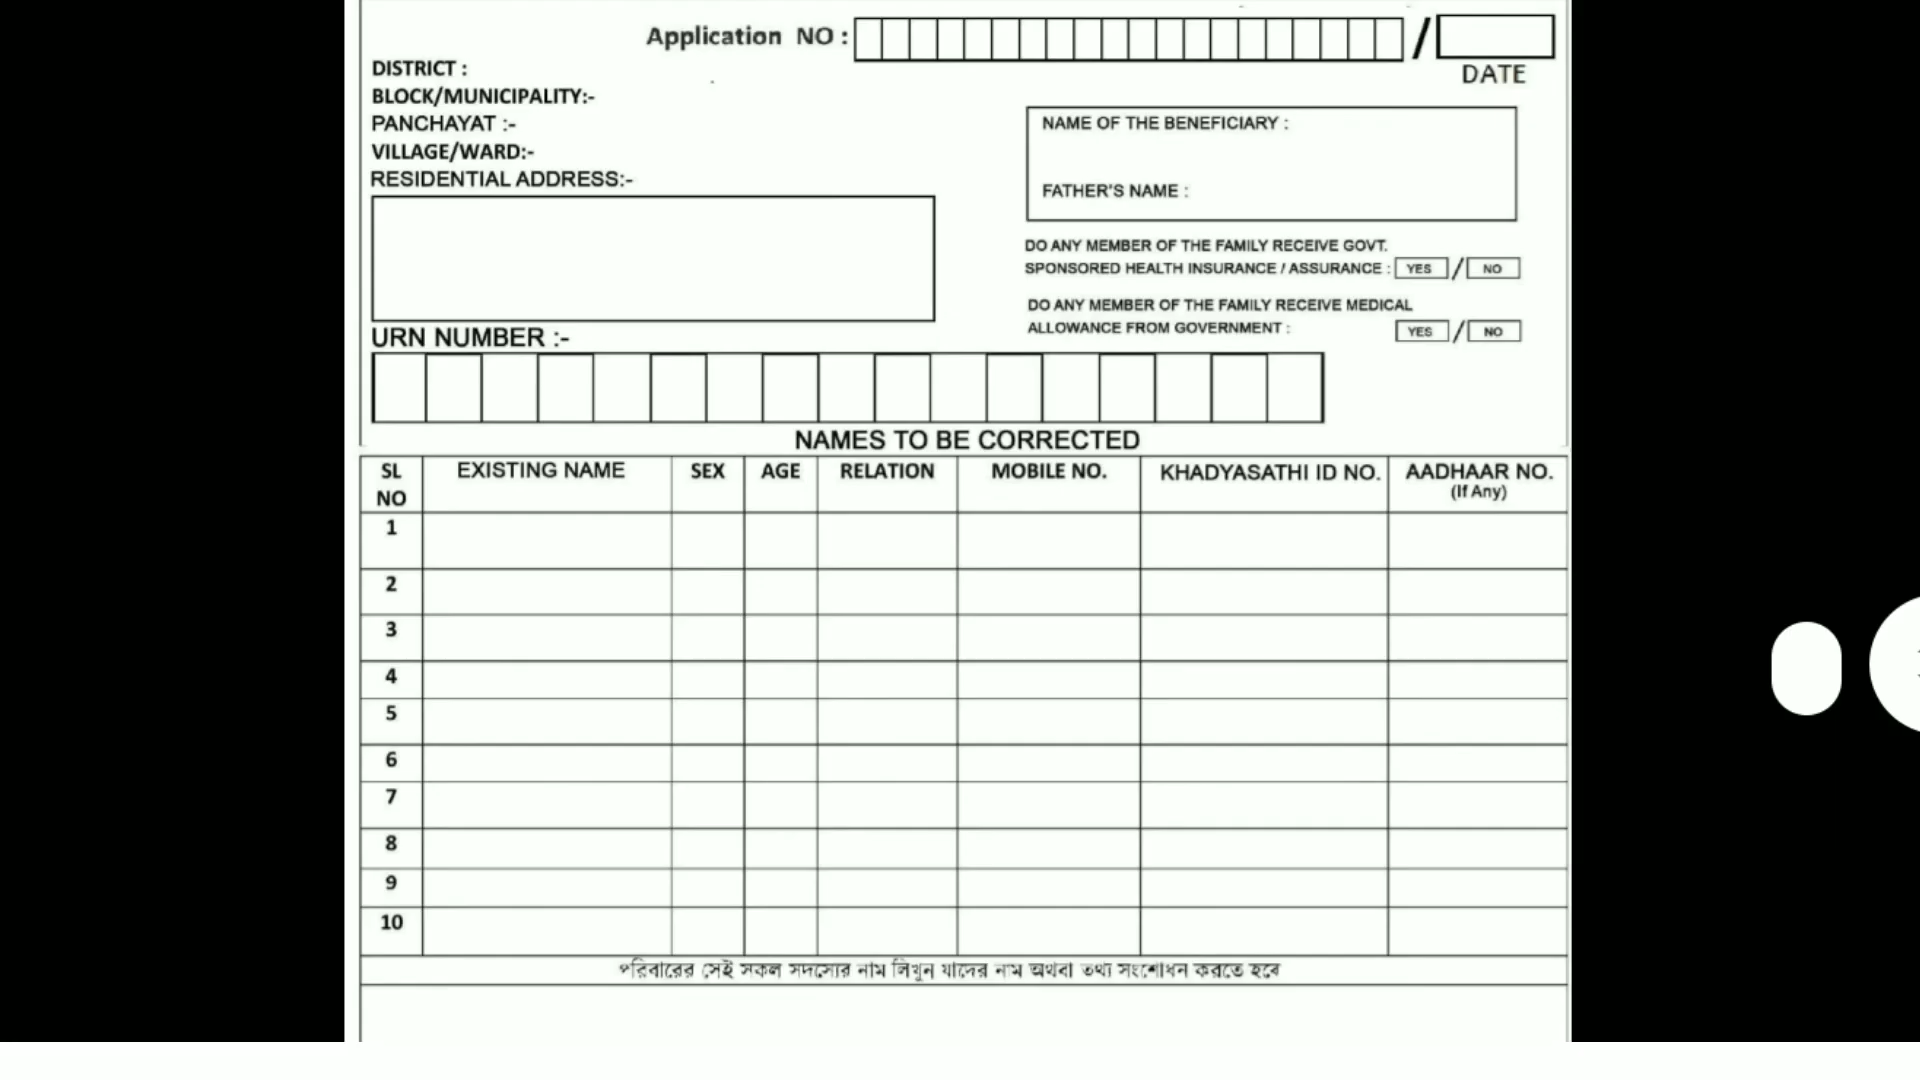 Application NO : / 
DATE
DISTRICT :
BLOCK/MUNICIPALITY:-
PANCHAYAT :-
VILLAGE/WARD:-
RESIDENTIAL ADDRESS:-
NAME OF THE BENEFICIARY :
FATHER'S NAME :
DO ANY MEMBER OF THE FAMILY RECEIVE GOVT.
SPONSORED HEALTH INSURANCE / ASSURANCE : YES / NO
DO ANY MEMBER OF THE FAMILY RECEIVE MEDICAL
ALLOWANCE FROM GOVERNMENT : YES / NO
URN NUMBER :-
NAMES TO BE CORRECTED
SL NO EXISTING NAME SEX AGE RELATION MOBILE NO. KHADYASATHI ID NO. AADHAAR NO. (If Any)
1
2
3
4
5
6
7
8
9
10
পরিবারের সেই সকল সদস্যের নাম লিখুন যাদের নাম অথবা তথ্য সংশোধন করতে হবে